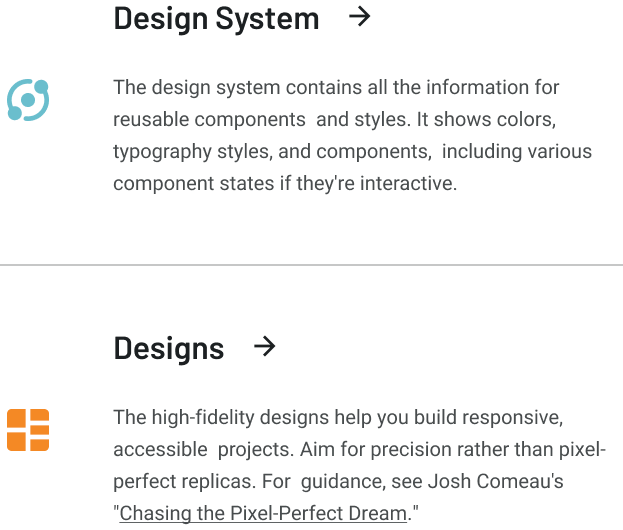 Design System →
The design system contains all the information for
reusable components  and styles. It shows colors,
typography styles, and components,  including various
component states if they're interactive.
Designs →
The high-fidelity designs help you build responsive,
accessible  projects. Aim for precision rather than pixel-
perfect replicas. For  guidance, see Josh Comeau's
"Chasing the Pixel-Perfect Dream."